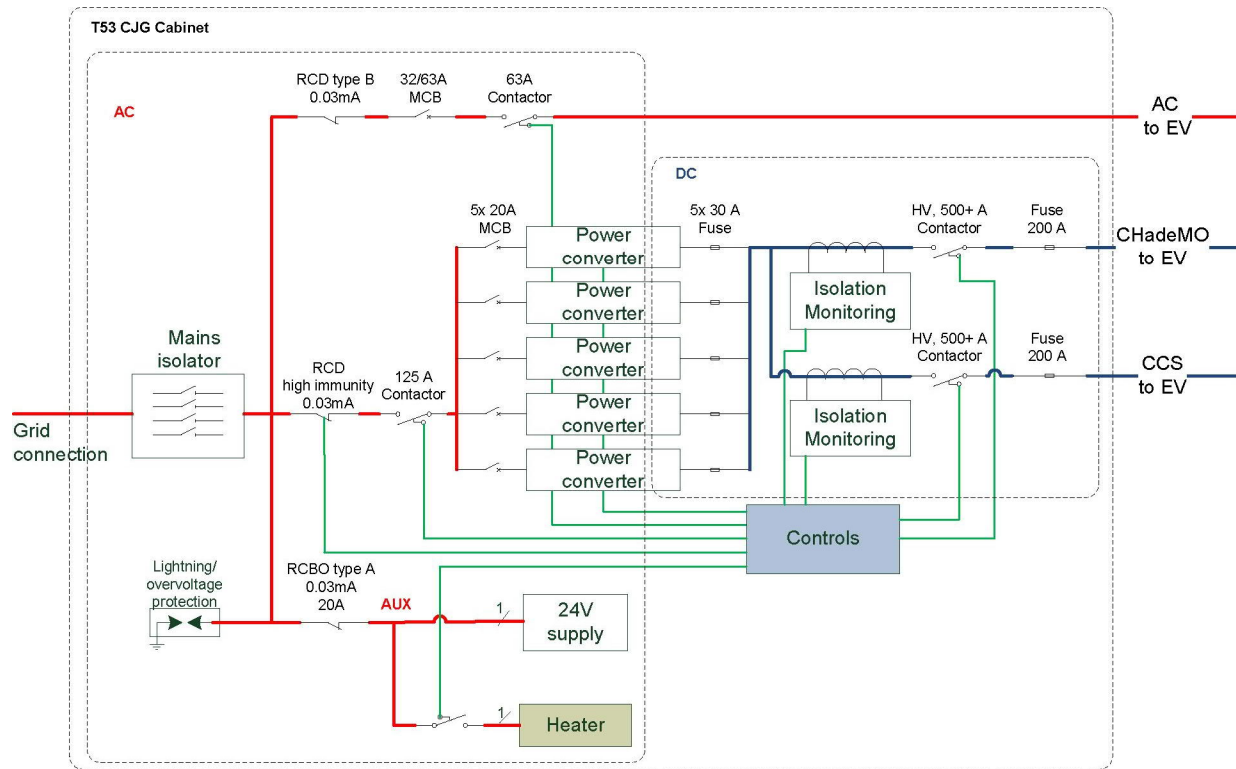 T53 CJG Cabinet
AC
RCD type B
0.03mA
32/63A
MCB
63A
Contactor
AC
to EV
DC
5x 20A
MCB
Power
converter
5x 30 A
Fuse
HV, 500+ A
Contactor
Fuse
200 A
CHadeMO
to EV
Isolation
Monitoring
Power
converter
Power
converter
HV, 500+ A
Contactor
Fuse
200 A
CCS
to EV
Isolation
Monitoring
Mains
isolator
Grid
connection
RCD
high immunity
0.03mA
125 A
Contactor
Power
converter
Power
converter
Controls
Lightning/
overvoltage
protection
RCBO type A
0.03mA
20A
AUX
1
24V
supply
1
Heater